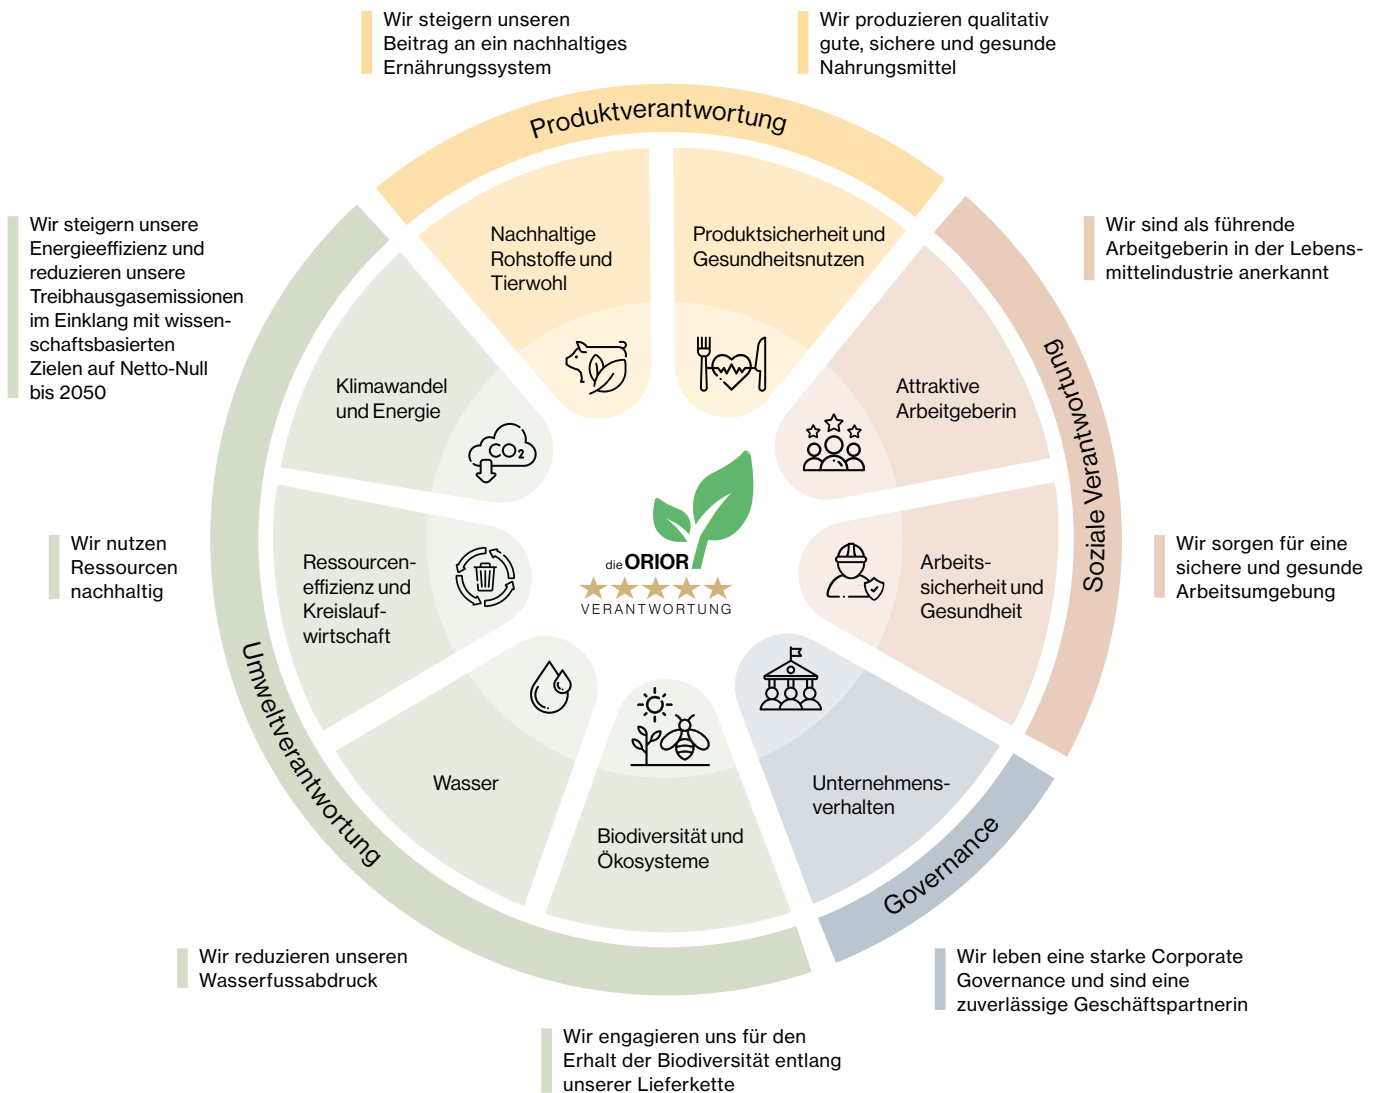 Wir steigern unseren
Beitrag an ein nachhaltiges
Ernährungssystem
Wir produzieren qualitativ
gute, sichere und gesunde
Nahrungsmittel
Produktverantwortung
Nachhaltige
Rohstoffe und
Tierwohl
Produktsicherheit und
Gesundheitsnutzen
Wir sind als führende
Arbeitgeberin in der Lebens-
mittelindustrie anerkannt
Soziale Verantwortung
Attraktive
Arbeitgeberin
Arbeits-
sicherheit und
Gesundheit
Wir sorgen für eine
sichere und gesunde
Arbeitsumgebung
Governance
Unternehmens-
verhalten
Wir leben eine starke Corporate
Governance und sind eine
zuverlässige Geschäftspartnerin
Wir steigern unsere
Energieeffizienz und
reduzieren unsere
Treibhausgasemissionen
im Einklang mit wissen-
schaftsbasierten
Zielen auf Netto-Null
bis 2050
Umweltverantwortung
Klimawandel
und Energie
CO2
Wir nutzen
Ressourcen
nachhaltig
Ressourcen-
effizienz und
Kreislauf-
wirtschaft
Wasser
Wir reduzieren unseren
Wasserfussabdruck
Biodiversität und
Ökosysteme
Wir engagieren uns für den
Erhalt der Biodiversität entlang
unserer Lieferkette
die ORIOR
VERANTWORTUNG